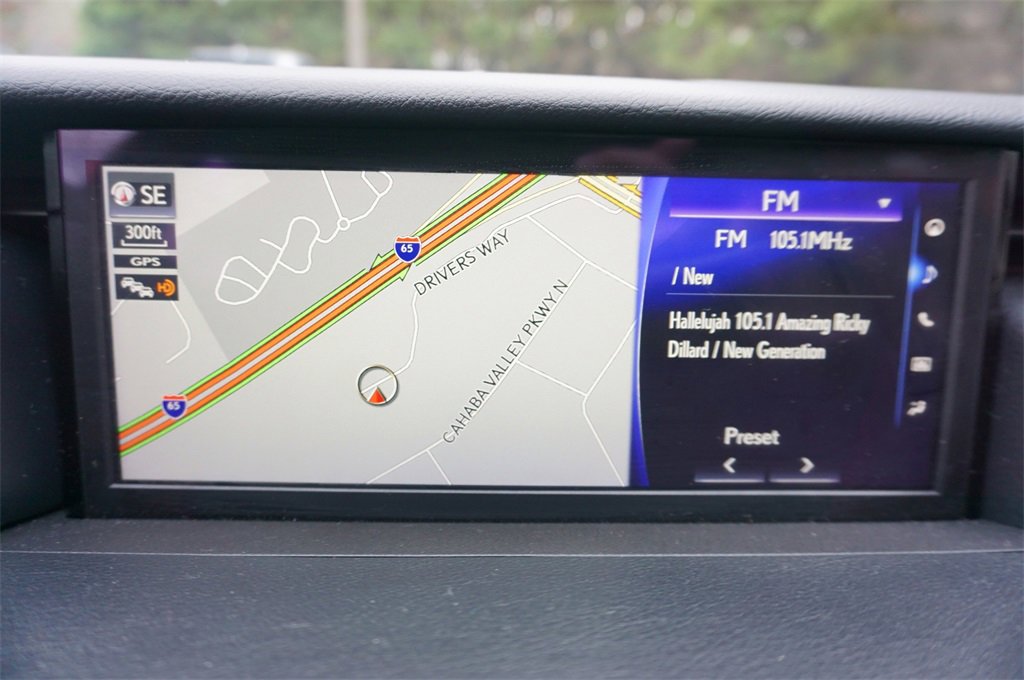 SE
300ft
GPS
HD
65
DRIVERS WAY
CAHABA VALLEY PKWY N
65
FM
FM 105.1MHz
/ New
Hallelujah 105.1 Amazing Ricky
Dillard / New Generation
Preset
< >